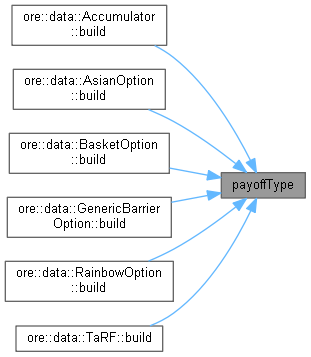 ore::data::Accumulator
::build
ore::data::AsianOption
::build
ore::data::BasketOption
::build
payoffType
ore::data::GenericBarrier
Option::build
ore::data::RainbowOption
::build
ore::data::TaRF::build